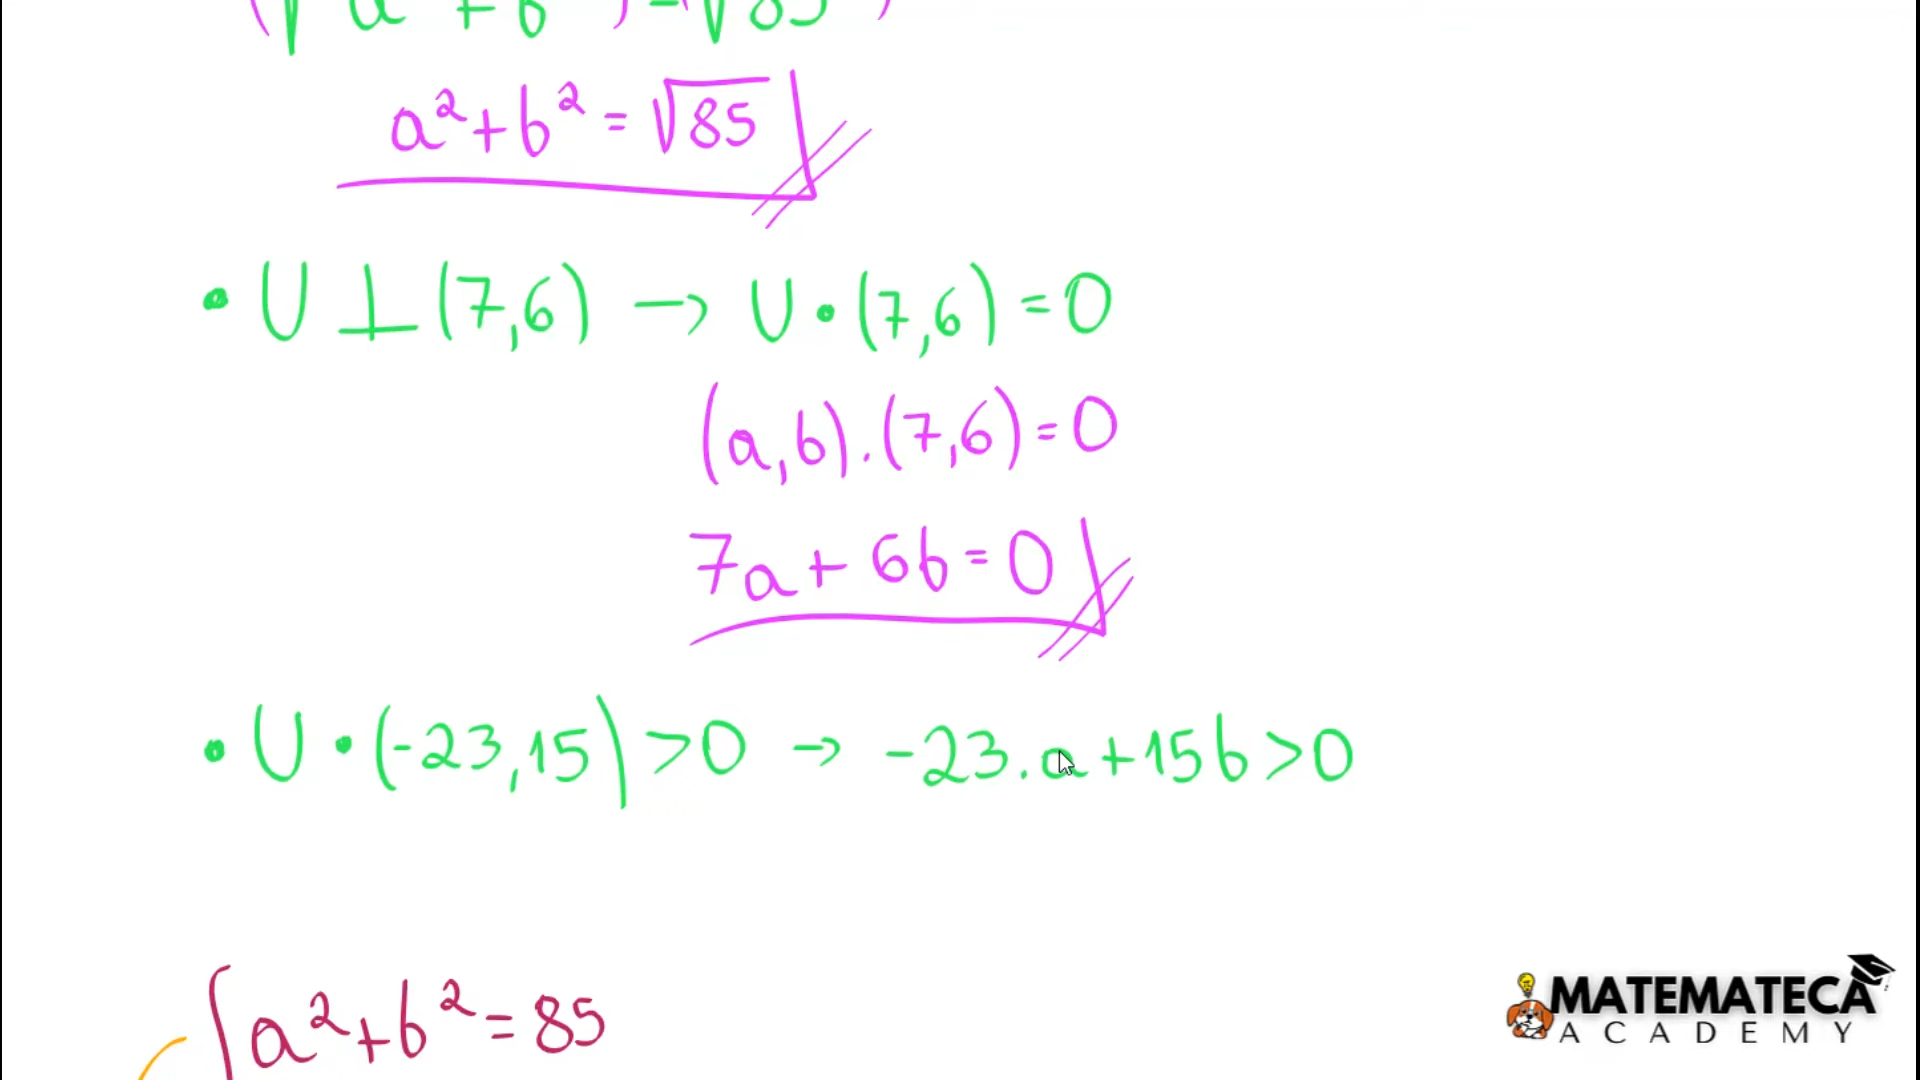 (√a + b ) = (√85 )
a² + b² = √85
• U ⊥ (7,6) → U • (7,6) = 0
(a,b) . (7,6) = 0
7a + 6b = 0
• U • (-23,15) > 0 → -23.a + 15b > 0
a² + b² = 85
MATEMATECA
ACADEMY